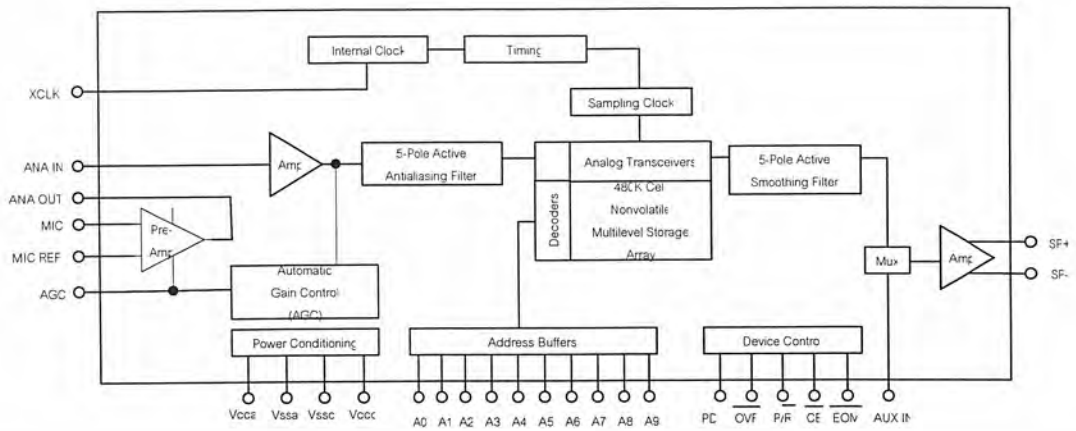 Internal Clock
Timing
XCLK
Sampling Clock
ANA IN
Amp
5-Pole Active
Antialiasing Filter
Analog Transceivers
5-Pole Active
Smoothing Filter
ANA OUT
MIC
Pre-
Amp
MIC REF
AGC
Automatic
Gain Control
(AGC)
Decoders
480K Cell
Nonvolatile
Multilevel Storage
Array
Mux
Amp
SP+
SP-
Power Conditioning
Address Buffers
Device Control
Vcca
Vssa
Vssd
Vccd
A0
A1
A2
A3
A4
A5
A6
A7
A8
A9
PD
OVF
P/R
CE
EOM
AUX IN